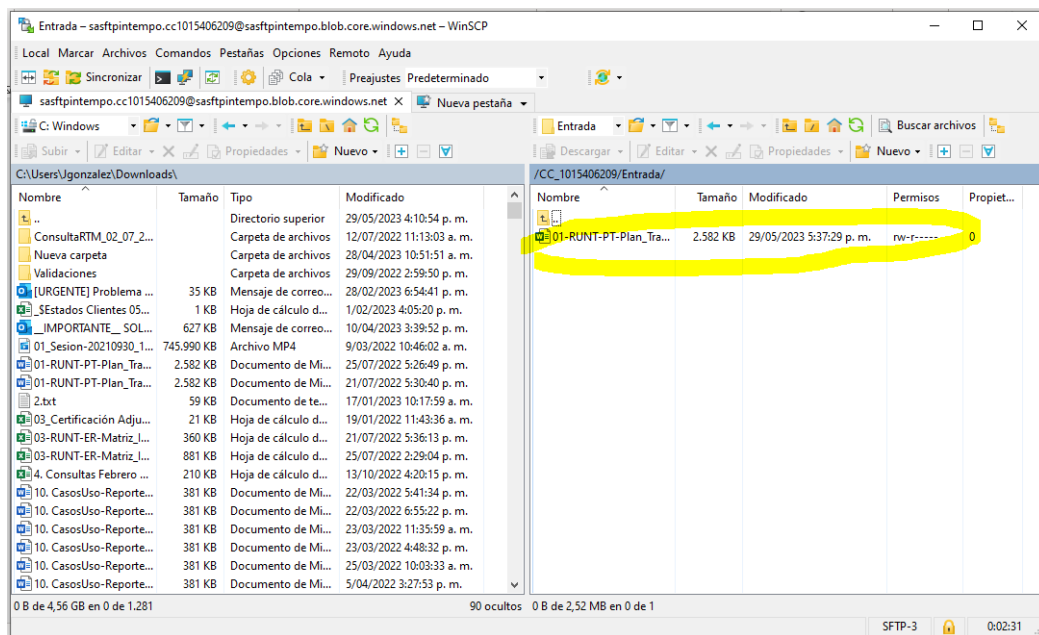 Entrada – sasftpintempo.cc1015406209@sasftpintempo.blob.core.windows.net – WinSCP
Local Marcar Archivos Comandos Pestañas Opciones Remoto Ayuda
Sincronizar Cola Preajustes Predeterminado
sasftpintempo.cc1015406209@sasftpintempo.blob.core.windows.net Nueva pestaña
C: Windows Entrada Buscar archivos
Subir Editar Propiedades Nuevo Descargar Editar Propiedades Nuevo
C:\Users\Jgonzalez\Downloads\ /CC_1015406209/Entrada/
Nombre Tamaño Tipo Modificado Nombre Tamaño Modificado Permisos Propiet...
.. Directorio superior 29/05/2023 4:10:54 p. m. ..
ConsultaRTM_02_07_2... Carpeta de archivos 12/07/2022 11:13:03 a. m. 01-RUNT-PT-Plan_Tra... 2.582 KB 29/05/2023 5:37:29 p. m. rw-r----- 0
Nueva carpeta Carpeta de archivos 28/04/2023 10:51:51 a. m.
Validaciones Carpeta de archivos 29/09/2022 2:59:50 p. m.
[URGENTE] Problema ... 35 KB Mensaje de correo... 28/02/2023 6:54:41 p. m.
_$Estados Clientes 05... 1 KB Hoja de cálculo d... 1/02/2023 4:05:20 p. m.
__IMPORTANTE__ SOL... 627 KB Mensaje de correo... 10/04/2023 3:39:52 p. m.
01_Sesion-20210930_1... 745.990 KB Archivo MP4 9/03/2022 10:46:02 a. m.
01-RUNT-PT-Plan_Tra... 2.582 KB Documento de Mi... 25/07/2022 5:26:49 p. m.
01-RUNT-PT-Plan_Tra... 2.582 KB Documento de Mi... 21/07/2022 5:30:40 p. m.
2.txt 59 KB Documento de te... 17/01/2023 10:17:59 a. m.
03_Certificación Adju... 21 KB Hoja de cálculo d... 19/01/2022 11:43:36 a. m.
03-RUNT-ER-Matriz_I... 360 KB Hoja de cálculo d... 21/07/2022 5:36:13 p. m.
03-RUNT-ER-Matriz_I... 881 KB Hoja de cálculo d... 25/07/2022 2:29:04 p. m.
4. Consultas Febrero ... 210 KB Hoja de cálculo d... 13/10/2022 4:20:15 p. m.
10. CasosUso-Reporte... 381 KB Documento de Mi... 22/03/2022 5:41:34 p. m.
10. CasosUso-Reporte... 381 KB Documento de Mi... 22/03/2022 6:55:22 p. m.
10. CasosUso-Reporte... 381 KB Documento de Mi... 23/03/2022 11:35:59 a. m.
10. CasosUso-Reporte... 381 KB Documento de Mi... 23/03/2022 4:48:32 p. m.
10. CasosUso-Reporte... 381 KB Documento de Mi... 25/03/2022 10:03:33 a. m.
10. CasosUso-Reporte... 381 KB Documento de Mi... 5/04/2022 3:27:53 p. m.
0 B de 4,56 GB en 0 de 1.281 90 ocultos 0 B de 2,52 MB en 0 de 1
SFTP-3 0:02:31